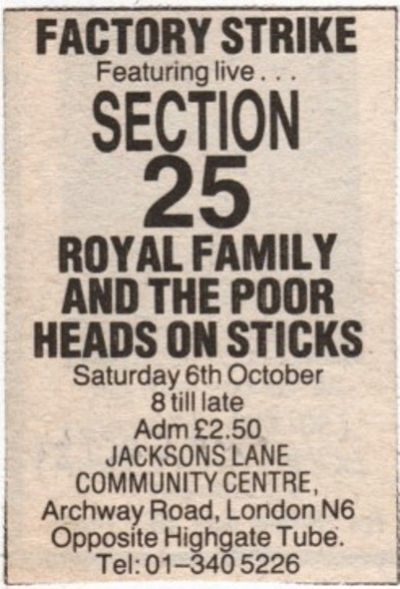 FACTORY STRIKE
Featuring live . . .
SECTION
25
ROYAL FAMILY
AND THE POOR
HEADS ON STICKS
Saturday 6th October
8 till late
Adm £2.50
JACKSONS LANE
COMMUNITY CENTRE,
Archway Road, London N6
Opposite Highgate Tube.
Tel: 01–340 5226